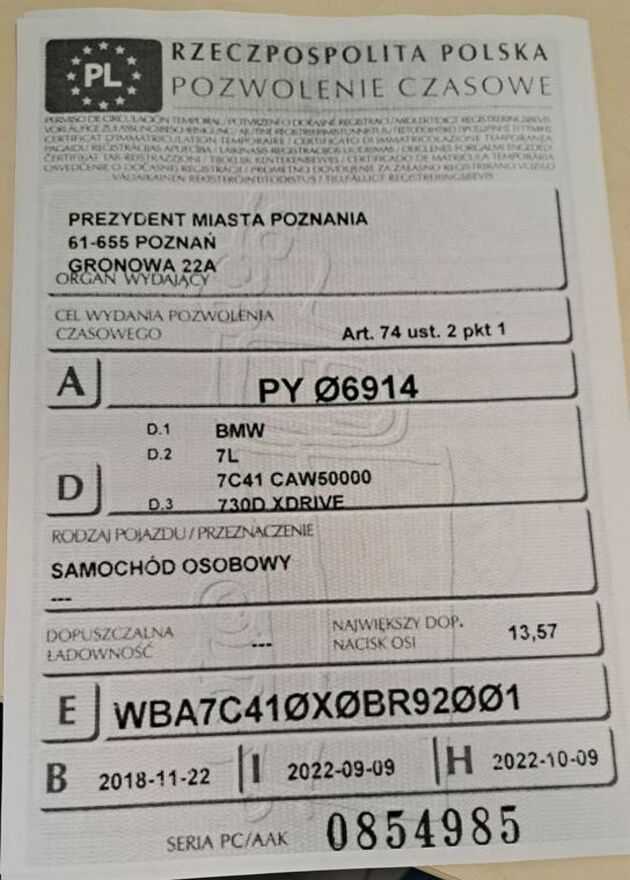 PL
RZECZPOSPOLITA POLSKA
POZWOLENIE CZASOWE
PREZYDENT MIASTA POZNANIA
61-655 POZNAŃ
GRONOWA 22A
ORGAN WYDAJĄCY
CEL WYDANIA POZWOLENIA
CZASOWEGO
Art. 74 ust. 2 pkt 1
A PY Ø6914
D.1 BMW
D.2 7L
7C41 CAW50000
D
D.3 730D XDRIVE
RODZAJ POJAZDU / PRZEZNACZENIE
SAMOCHÓD OSOBOWY
---
DOPUSZCZALNA
ŁADOWNOŚĆ ---
NAJWIĘKSZY DOP.
NACISK OSI 13,57
E WBA7C41ØXØBR92ØØ1
B 2018-11-22 I 2022-09-09 H 2022-10-09
SERIA PC/AAK 0854985